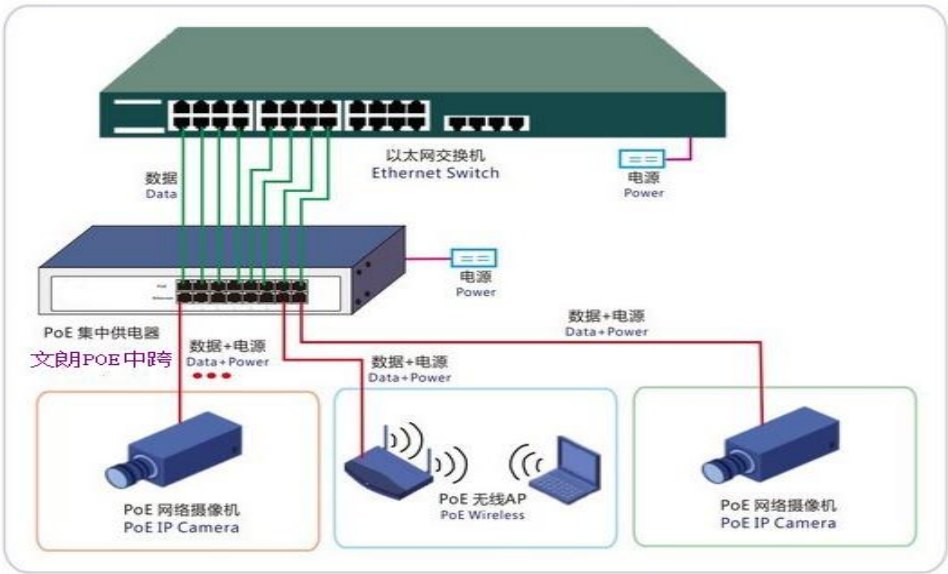 以太网交换机
Ethernet Switch
电源
Power
数据
Data
电源
Power
PoE 集中供电器
文朗POE中跨
数据+电源
Data+Power
数据+电源
Data+Power
数据+电源
Data+Power
PoE 网络摄像机
PoE IP Camera
PoE 无线AP
PoE Wireless
PoE 网络摄像机
PoE IP Camera